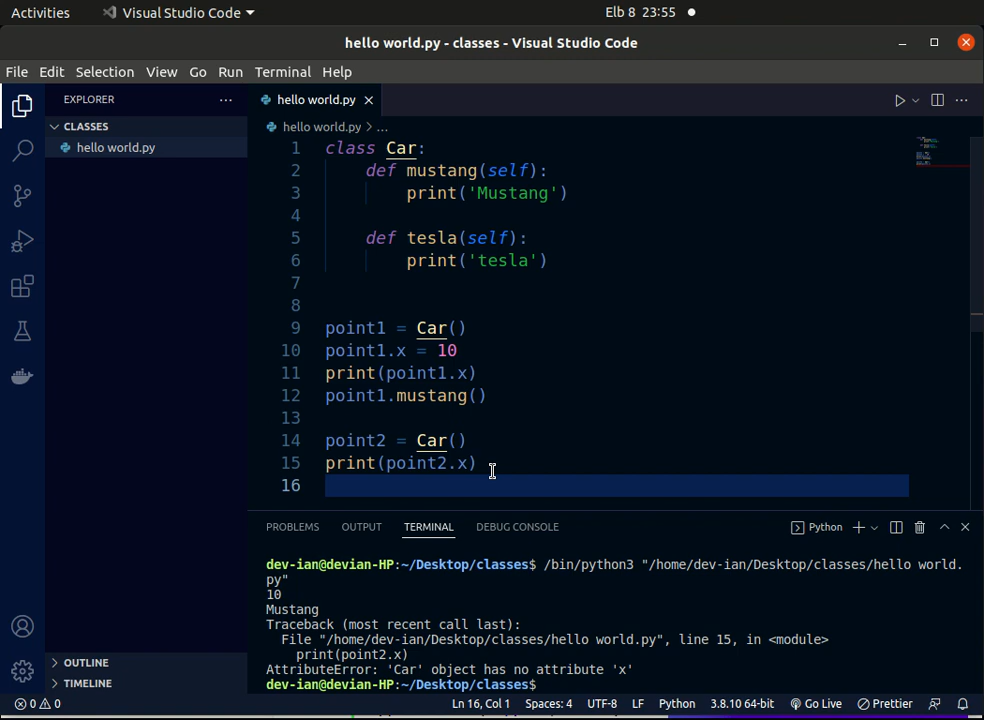 Activities Visual Studio Code Elb 8 23:55
hello world.py - classes - Visual Studio Code
File Edit Selection View Go Run Terminal Help
EXPLORER ...
CLASSES
hello world.py
hello world.py
hello world.py > ...
1 class Car:
2     def mustang(self):
3         print('Mustang')
4
5     def tesla(self):
6         print('tesla')
7
8
9 point1 = Car()
10 point1.x = 10
11 print(point1.x)
12 point1.mustang()
13
14 point2 = Car()
15 print(point2.x)
16
PROBLEMS OUTPUT TERMINAL DEBUG CONSOLE Python
dev-ian@devian-HP:~/Desktop/classes$ /bin/python3 "/home/dev-ian/Desktop/classes/hello world.
py"
10
Mustang
Traceback (most recent call last):
  File "/home/dev-ian/Desktop/classes/hello world.py", line 15, in <module>
    print(point2.x)
AttributeError: 'Car' object has no attribute 'x'
dev-ian@devian-HP:~/Desktop/classes$
OUTLINE
TIMELINE
0 0 Ln 16, Col 1 Spaces: 4 UTF-8 LF Python 3.8.10 64-bit Go Live Prettier